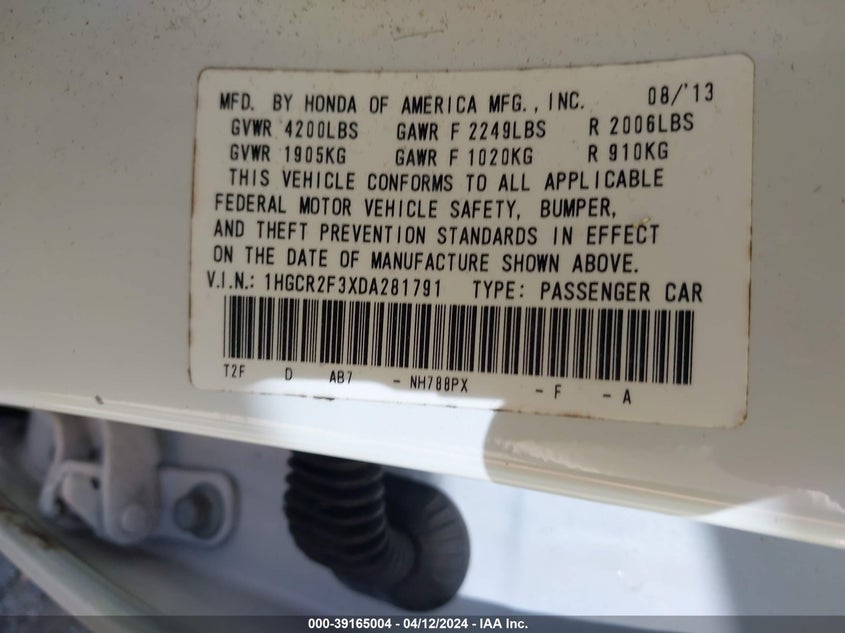 MFD. BY HONDA OF AMERICA MFG., INC. 08/'13
GVWR 4200LBS GAWR F 2249LBS R 2006LBS
GVWR 1905KG GAWR F 1020KG R 910KG
THIS VEHICLE CONFORMS TO ALL APPLICABLE
FEDERAL MOTOR VEHICLE SAFETY, BUMPER,
AND THEFT PREVENTION STANDARDS IN EFFECT
ON THE DATE OF MANUFACTURE SHOWN ABOVE.
V.I.N.: 1HGCR2F3XDA281791 TYPE: PASSENGER CAR
T2F D AB7 - NH788PX - F - A
000-39165004 - 04/12/2024 - IAA Inc.